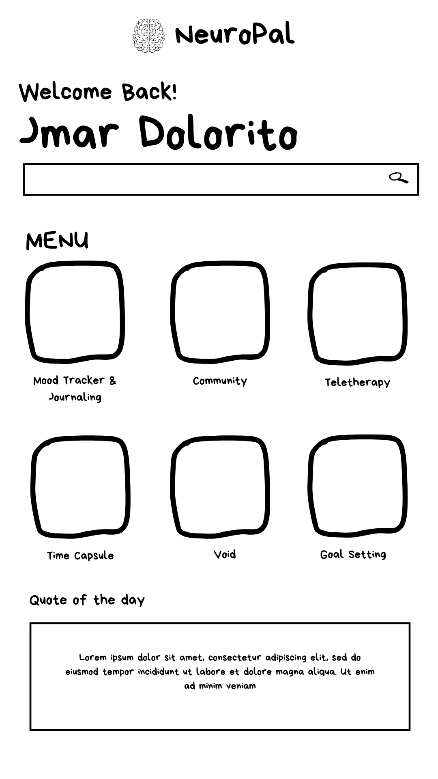 NeuroPal
Welcome Back!
Jmar Dolorito
MENU
Mood Tracker &
Journaling
Community
Teletherapy
Time Capsule
Void
Goal Setting
Quote of the day
Lorem ipsum dolor sit amet, consectetur adipiscing elit, sed do
eiusmod tempor incididunt ut labore et dolore magna aliqua. Ut enim
ad minim veniam